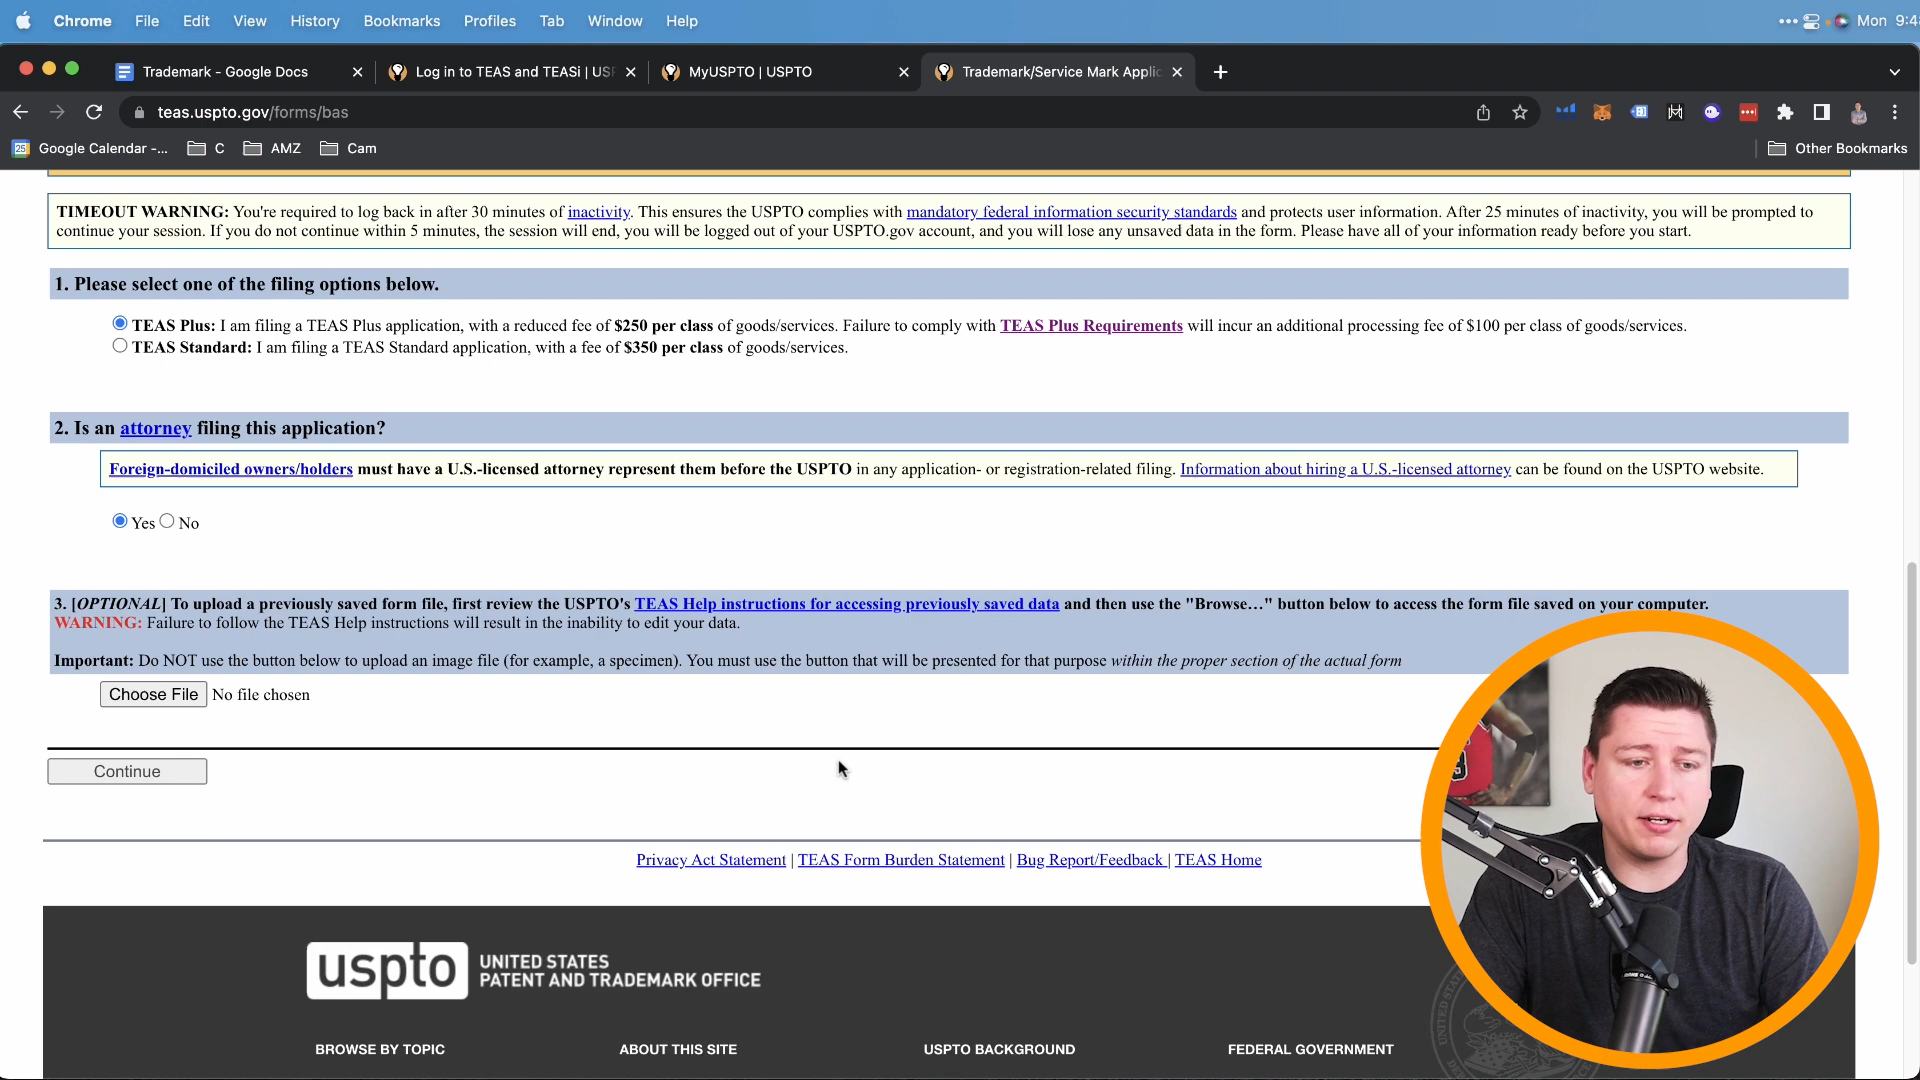 Chrome File Edit View History Bookmarks Profiles Tab Window Help Mon 9:4
Trademark - Google Docs Log in to TEAS and TEASi | USP MyUSPTO | USPTO Trademark/Service Mark Applic
teas.uspto.gov/forms/bas
25 Google Calendar -... C AMZ Cam Other Bookmarks
TIMEOUT WARNING: You're required to log back in after 30 minutes of inactivity. This ensures the USPTO complies with mandatory federal information security standards and protects user information. After 25 minutes of inactivity, you will be prompted to
continue your session. If you do not continue within 5 minutes, the session will end, you will be logged out of your USPTO.gov account, and you will lose any unsaved data in the form. Please have all of your information ready before you start.
1. Please select one of the filing options below.
TEAS Plus: I am filing a TEAS Plus application, with a reduced fee of $250 per class of goods/services. Failure to comply with TEAS Plus Requirements will incur an additional processing fee of $100 per class of goods/services.
TEAS Standard: I am filing a TEAS Standard application, with a fee of $350 per class of goods/services.
2. Is an attorney filing this application?
Foreign-domiciled owners/holders must have a U.S.-licensed attorney represent them before the USPTO in any application- or registration-related filing. Information about hiring a U.S.-licensed attorney can be found on the USPTO website.
Yes No
3. [OPTIONAL] To upload a previously saved form file, first review the USPTO's TEAS Help instructions for accessing previously saved data and then use the "Browse…" button below to access the form file saved on your computer.
WARNING: Failure to follow the TEAS Help instructions will result in the inability to edit your data.
Important: Do NOT use the button below to upload an image file (for example, a specimen). You must use the button that will be presented for that purpose within the proper section of the actual form
Choose File No file chosen
Continue
Privacy Act Statement | TEAS Form Burden Statement | Bug Report/Feedback | TEAS Home
uspto UNITED STATES
PATENT AND TRADEMARK OFFICE
BROWSE BY TOPIC ABOUT THIS SITE USPTO BACKGROUND FEDERAL GOVERNMENT